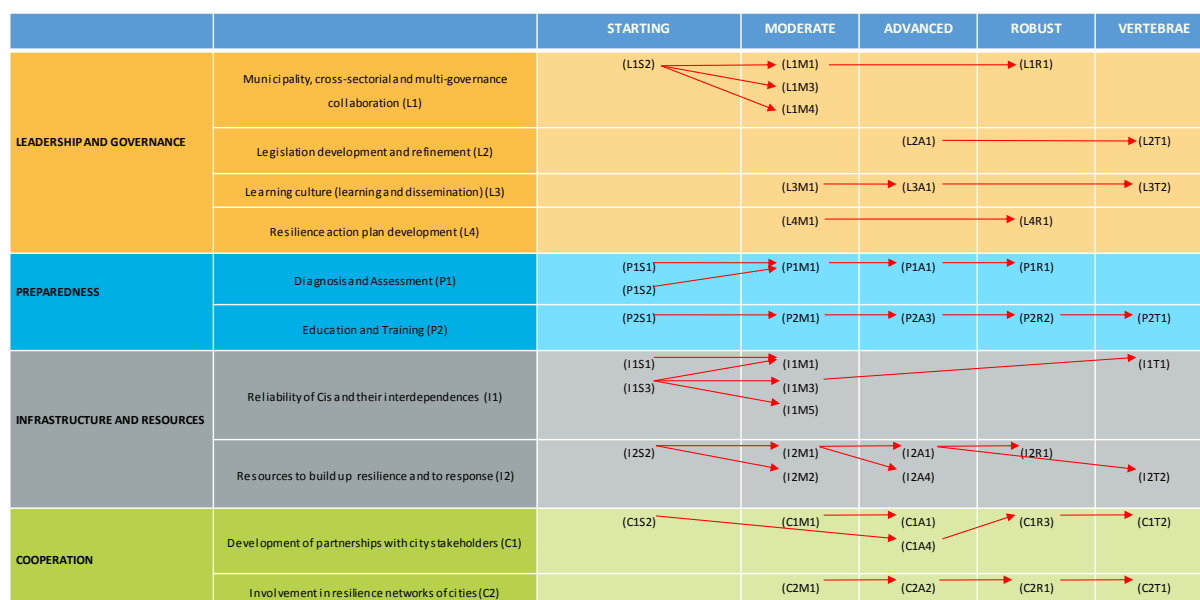 STARTING MODERATE ADVANCED ROBUST VERTEBRAE
LEADERSHIP AND GOVERNANCE
Municipality, cross-sectorial and multi-governance
collaboration (L1)
(L1S2) (L1M1) (L1R1)
(L1M3)
(L1M4)
Legislation development and refinement (L2)
(L2A1) (L2T1)
Learning culture (learning and dissemination) (L3)
(L3M1) (L3A1) (L3T2)
Resilience action plan development (L4)
(L4M1) (L4R1)
PREPAREDNESS
Diagnosis and Assessment (P1)
(P1S1) (P1M1) (P1A1) (P1R1)
(P1S2)
Education and Training (P2)
(P2S1) (P2M1) (P2A3) (P2R2) (P2T1)
INFRASTRUCTURE AND RESOURCES
Reliability of Cis and their interdependences (I1)
(I1S1) (I1M1) (I1T1)
(I1S3) (I1M3)
(I1M5)
Resources to build up resilience and to response (I2)
(I2S2) (I2M1) (I2A1) (I2R1)
(I2M2) (I2A4) (I2T2)
COOPERATION
Development of partnerships with city stakeholders (C1)
(C1S2) (C1M1) (C1A1) (C1R3) (C1T2)
(C1A4)
Involvement in resilience networks of cities (C2)
(C2M1) (C2A2) (C2R1) (C2T1)